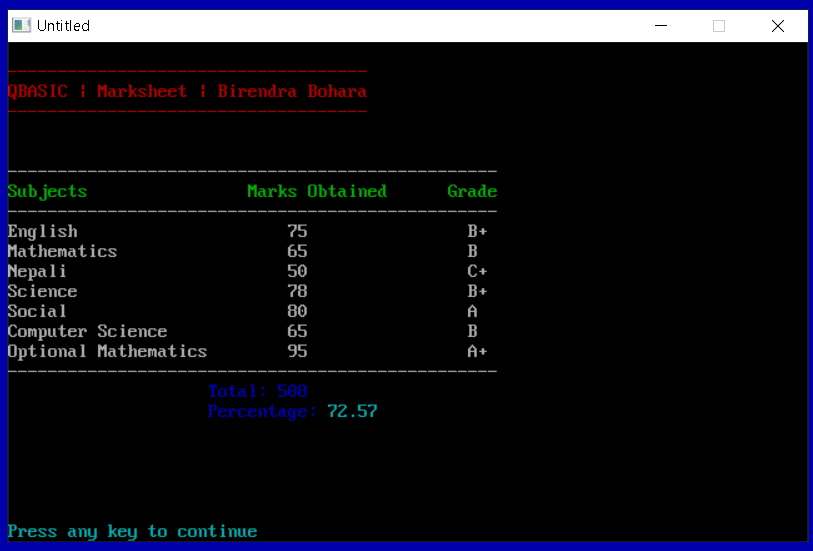 Untitled
------------------------------------
QBASIC | Marksheet | Birendra Bohara
------------------------------------
-------------------------------------------------
Subjects                Marks Obtained      Grade
-------------------------------------------------
English                     75                B+
Mathematics                 65                B
Nepali                      50                C+
Science                     78                B+
Social                      80                A
Computer Science            65                B
Optional Mathematics        95                A+
-------------------------------------------------
                    Total: 508
                    Percentage: 72.57
Press any key to continue